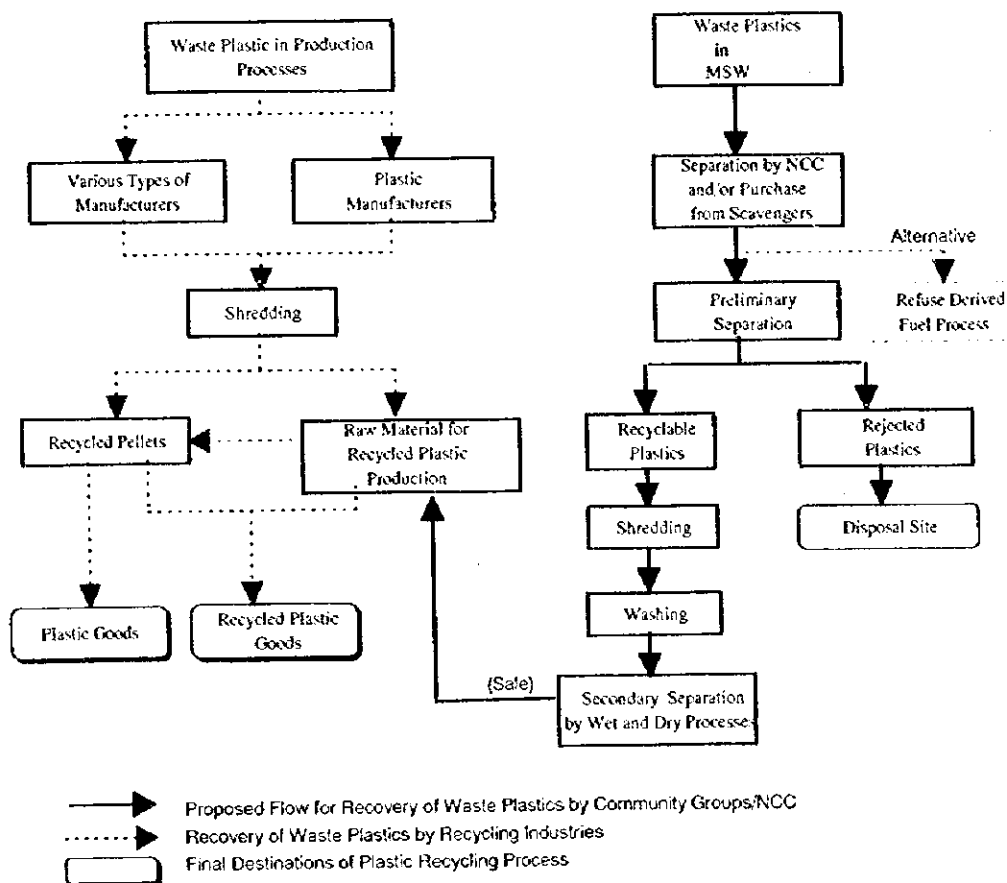 Waste Plastic in Production
Processes
Various Types of
Manufacturers
Plastic
Manufacturers
Shredding
Recycled Pellets
Raw Material for
Recycled Plastic
Production
Plastic Goods
Recycled Plastic
Goods
Waste Plastics
in
MSW
Separation by NCC
and/or Purchase
from Scavengers
Alternative
Preliminary
Separation
Refuse Derived
Fuel Process
Recyclable
Plastics
Rejected
Plastics
Shredding
Disposal Site
Washing
(Sale)
Secondary Separation
by Wet and Dry Processes
Proposed Flow for Recovery of Waste Plastics by Community Groups/NCC
Recovery of Waste Plastics by Recycling Industries
Final Destinations of Plastic Recycling Process